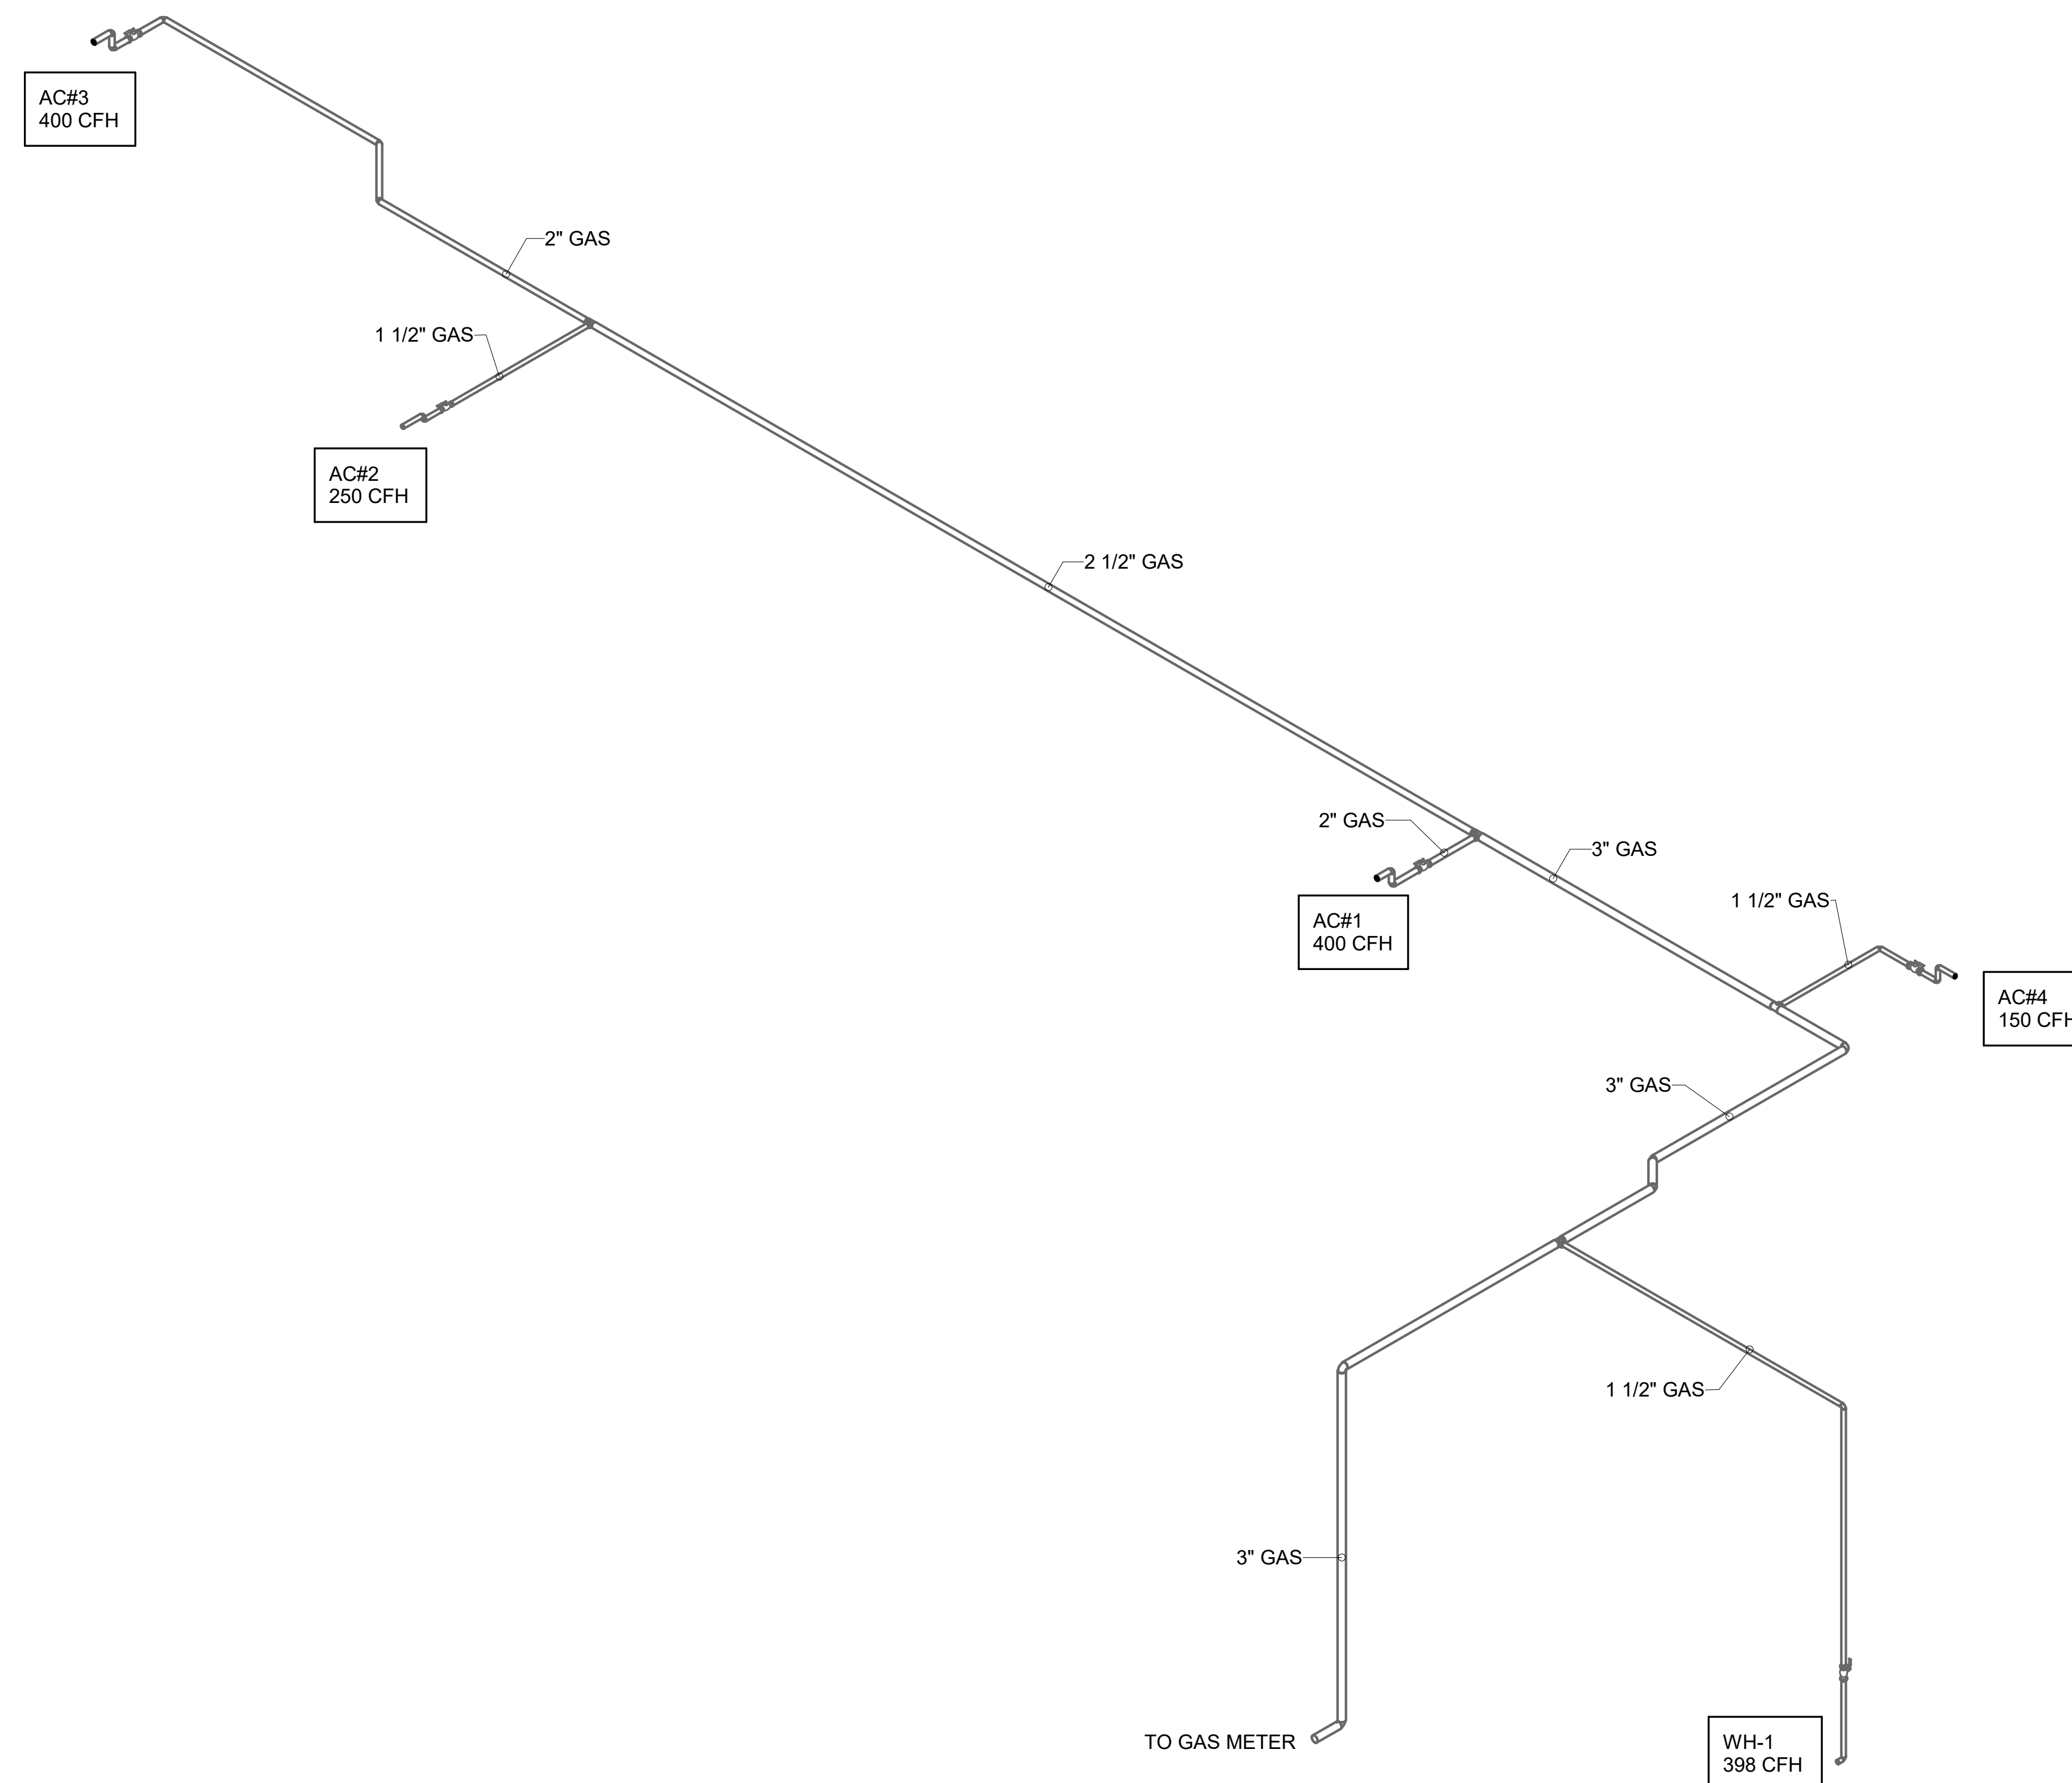 AC#3
400 CFH
2" GAS
1 1/2" GAS
AC#2
250 CFH
2 1/2" GAS
2" GAS
3" GAS
AC#1
400 CFH
1 1/2" GAS
AC#4
150 CFH
3" GAS
1 1/2" GAS
3" GAS
TO GAS METER
WH-1
398 CFH